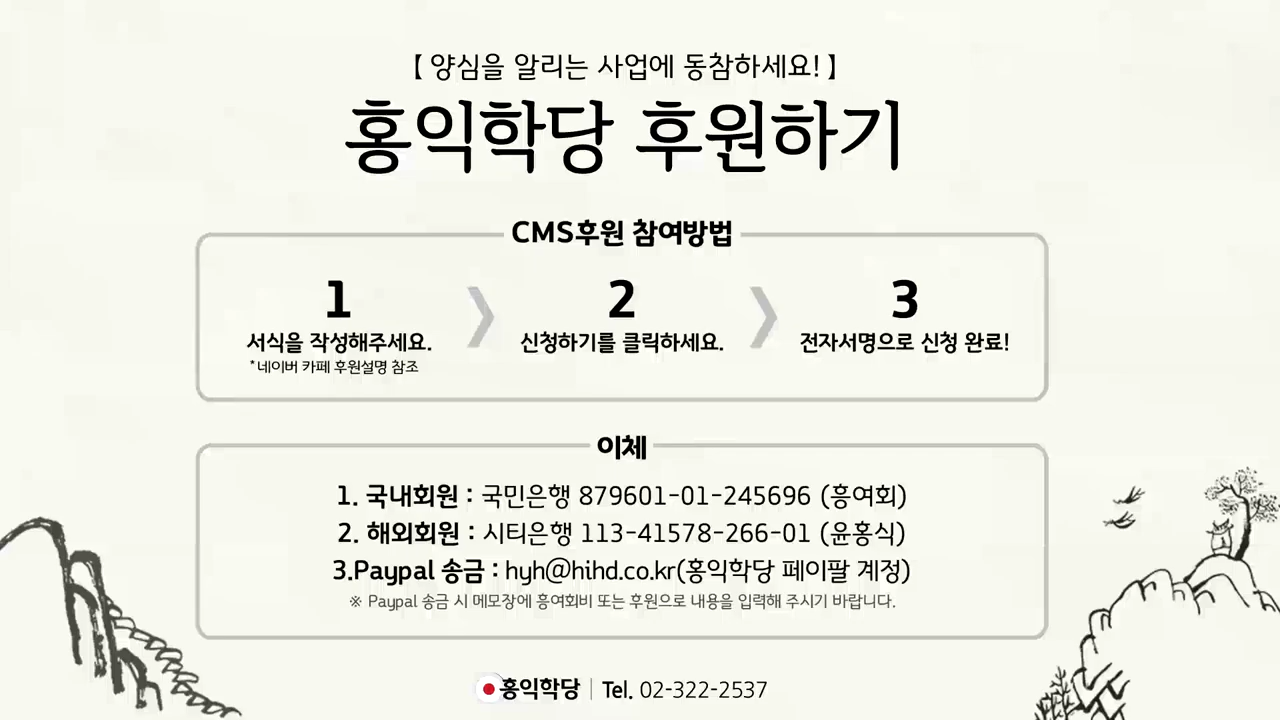 【 양심을 알리는 사업에 동참하세요! 】
홍익학당 후원하기
CMS후원 참여방법
1
서식을 작성해주세요.
*네이버 카페 후원설명 참조
2
신청하기를 클릭하세요.
3
전자서명으로 신청 완료!
이체
1. 국내회원 : 국민은행 879601-01-245696 (흥여회)
2. 해외회원 : 시티은행 113-41578-266-01 (윤홍식)
3.Paypal 송금 : hyh@hihd.co.kr(홍익학당 페이팔 계정)
※ Paypal 송금 시 메모장에 흥여회비 또는 후원으로 내용을 입력해 주시기 바랍니다.
홍익학당 | Tel. 02-322-2537